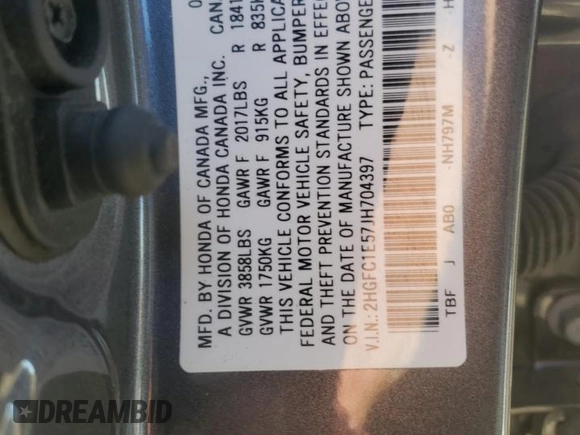 MFD. BY HONDA OF CANADA MFG.,
A DIVISION OF HONDA CANADA INC. CAN
GVWR 3858LBS GAWR F 2017LBS R 1841
GVWR 1750KG GAWR F 915KG R 835K
THIS VEHICLE CONFORMS TO ALL APPLICA
FEDERAL MOTOR VEHICLE SAFETY, BUMPER
AND THEFT PREVENTION STANDARDS IN EFFE
ON THE DATE OF MANUFACTURE SHOWN ABOV
V.I.N.: 2HGFC1E57JH704397 TYPE: PASSENGE
TBF J AB0 -NH797M -Z -H
DREAMBID